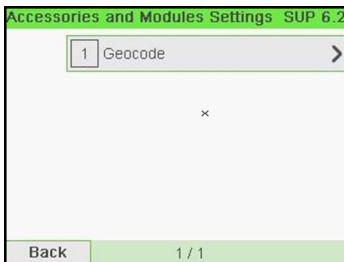 Accessories and Modules Settings SUP 6.2
1 Geocode
Back 1 / 1